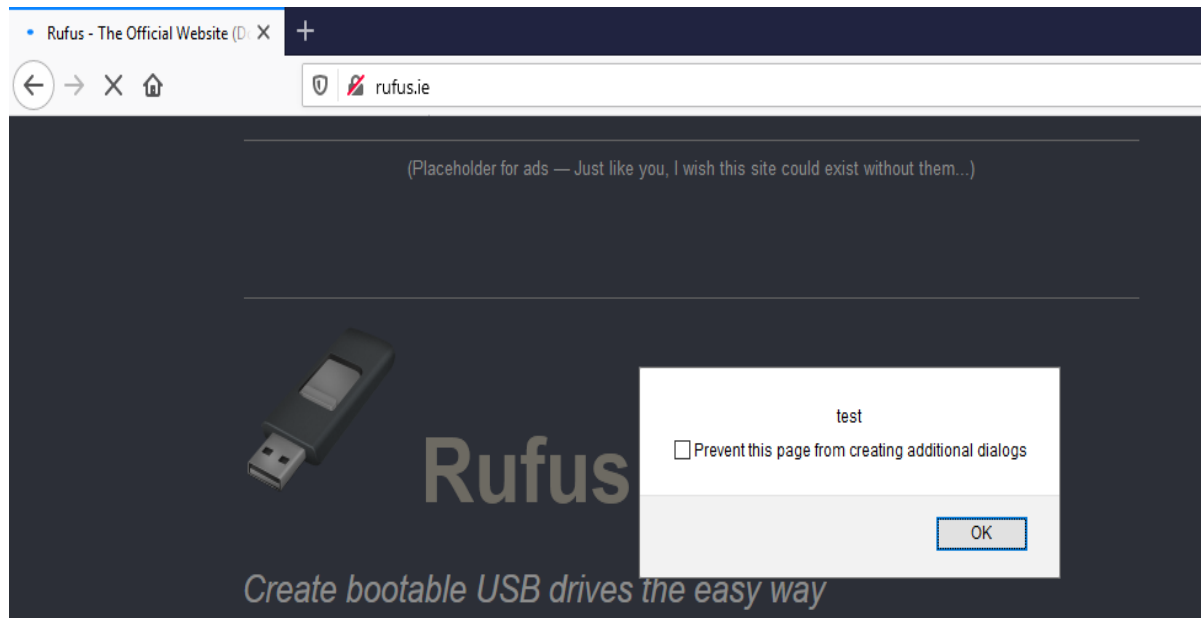 Rufus - The Official Website (Do
rufus.ie
(Placeholder for ads — Just like you, I wish this site could exist without them...)
test
Prevent this page from creating additional dialogs
Rufus
OK
Create bootable USB drives the easy way